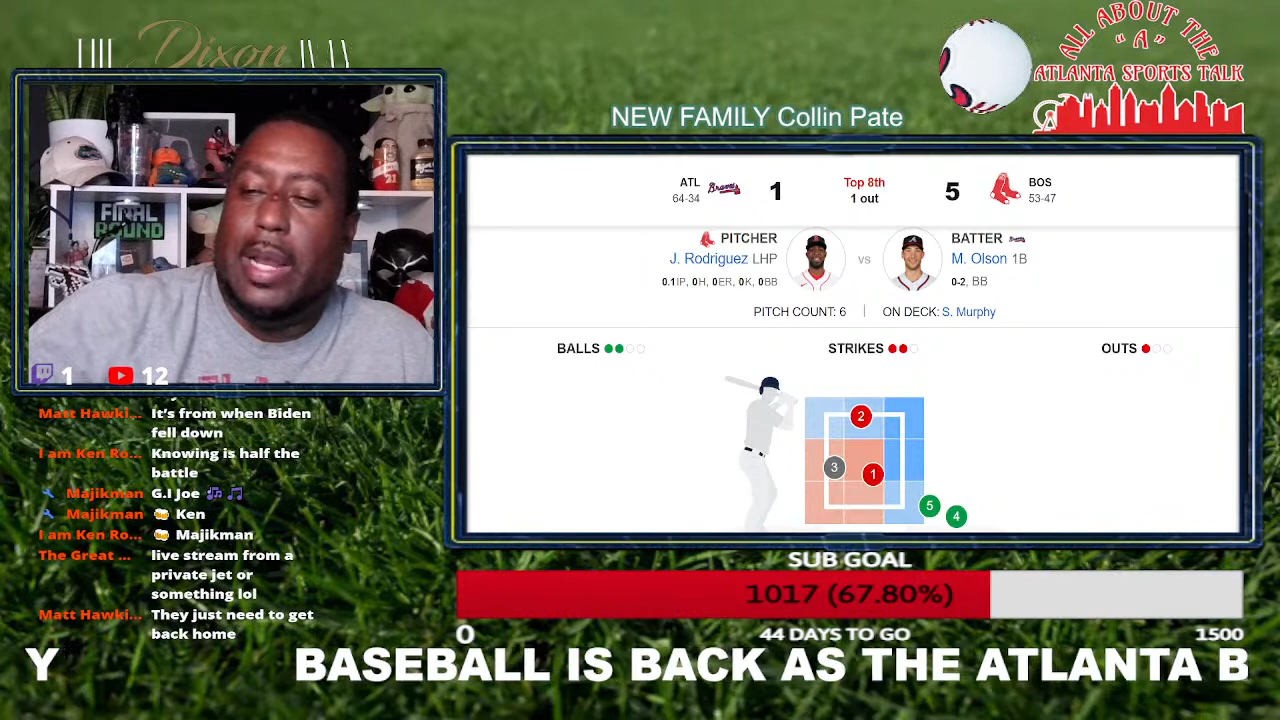 Dixon
ALL ABOUT THE
"A"
ATLANTA SPORTS TALK
NEW FAMILY Collin Pate
FINAL
ROUND
ATL
64-34
Braves
1
Top 8th
1 out
5
BOS
53-47
PITCHER
J. Rodriguez LHP
0.1IP, 0H, 0ER, 0K, 0BB
vs
BATTER
M. Olson 1B
0-2, BB
PITCH COUNT: 6
ON DECK: S. Murphy
BALLS
STRIKES
OUTS
2
3
1
5
4
1
12
Matt Hawki... It's from when Biden
fell down
I am Ken Ro... Knowing is half the
battle
Majikman G.I Joe 🎶 🎵
Majikman 🍻 Ken
I am Ken Ro... 🍻 Majikman
The Great ... live stream from a
private jet or
something lol
Matt Hawki... They just need to get
back home
SUB GOAL
1017 (67.80%)
0
44 DAYS TO GO
1500
Y BASEBALL IS BACK AS THE ATLANTA B